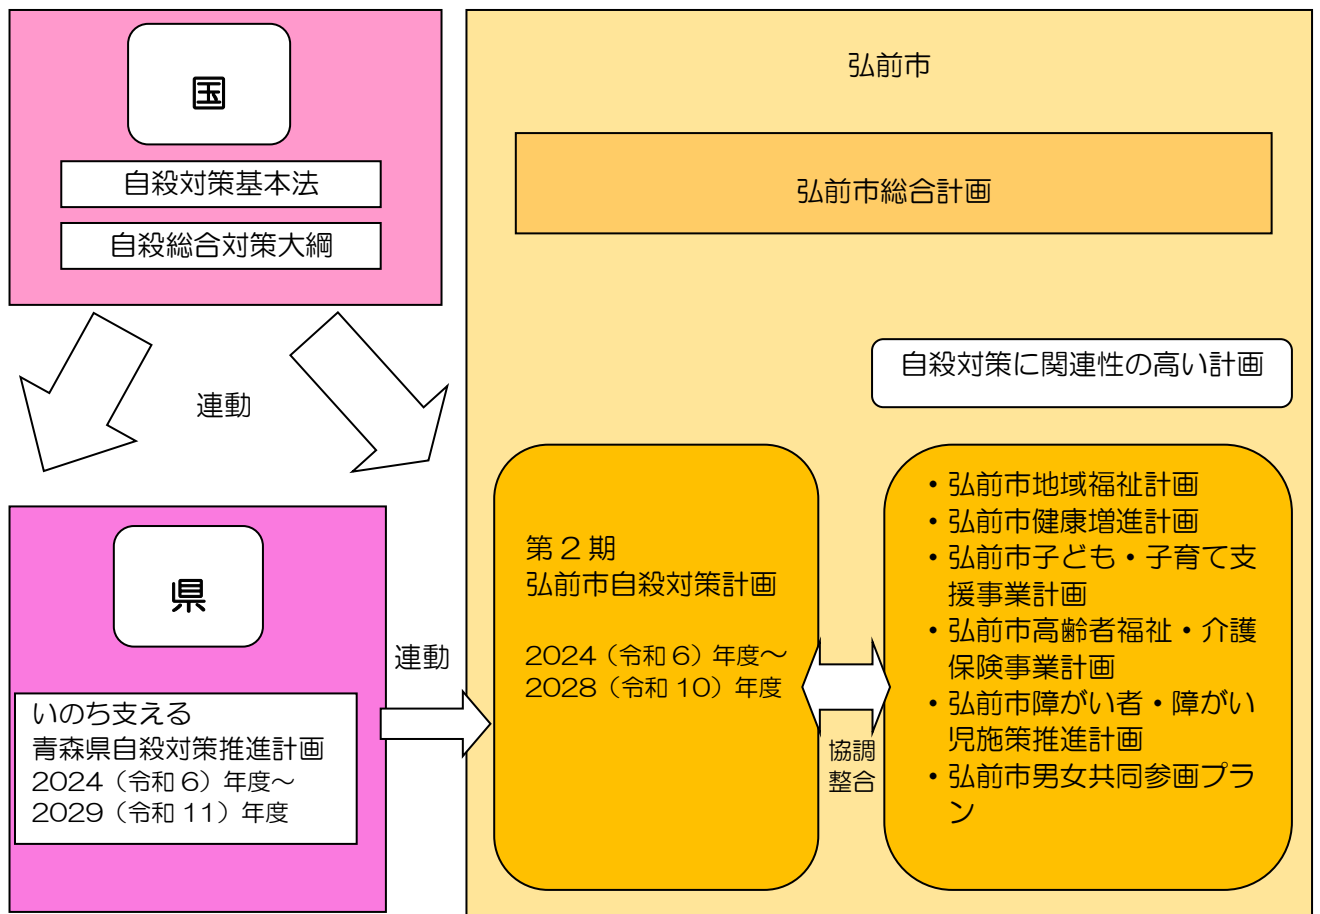 国
自殺対策基本法
自殺総合対策大綱
連動
県
いのち支える
青森県自殺対策推進計画
2024（令和６）年度～
2029（令和 11）年度
連動
弘前市
弘前市総合計画
自殺対策に関連性の高い計画
第２期
弘前市自殺対策計画
2024（令和６）年度～
2028（令和 10）年度
協調
整合
・弘前市地域福祉計画
・弘前市健康増進計画
・弘前市子ども・子育て支
援事業計画
・弘前市高齢者福祉・介護
保険事業計画
・弘前市障がい者・障がい
児施策推進計画
・弘前市男女共同参画プラ
ン